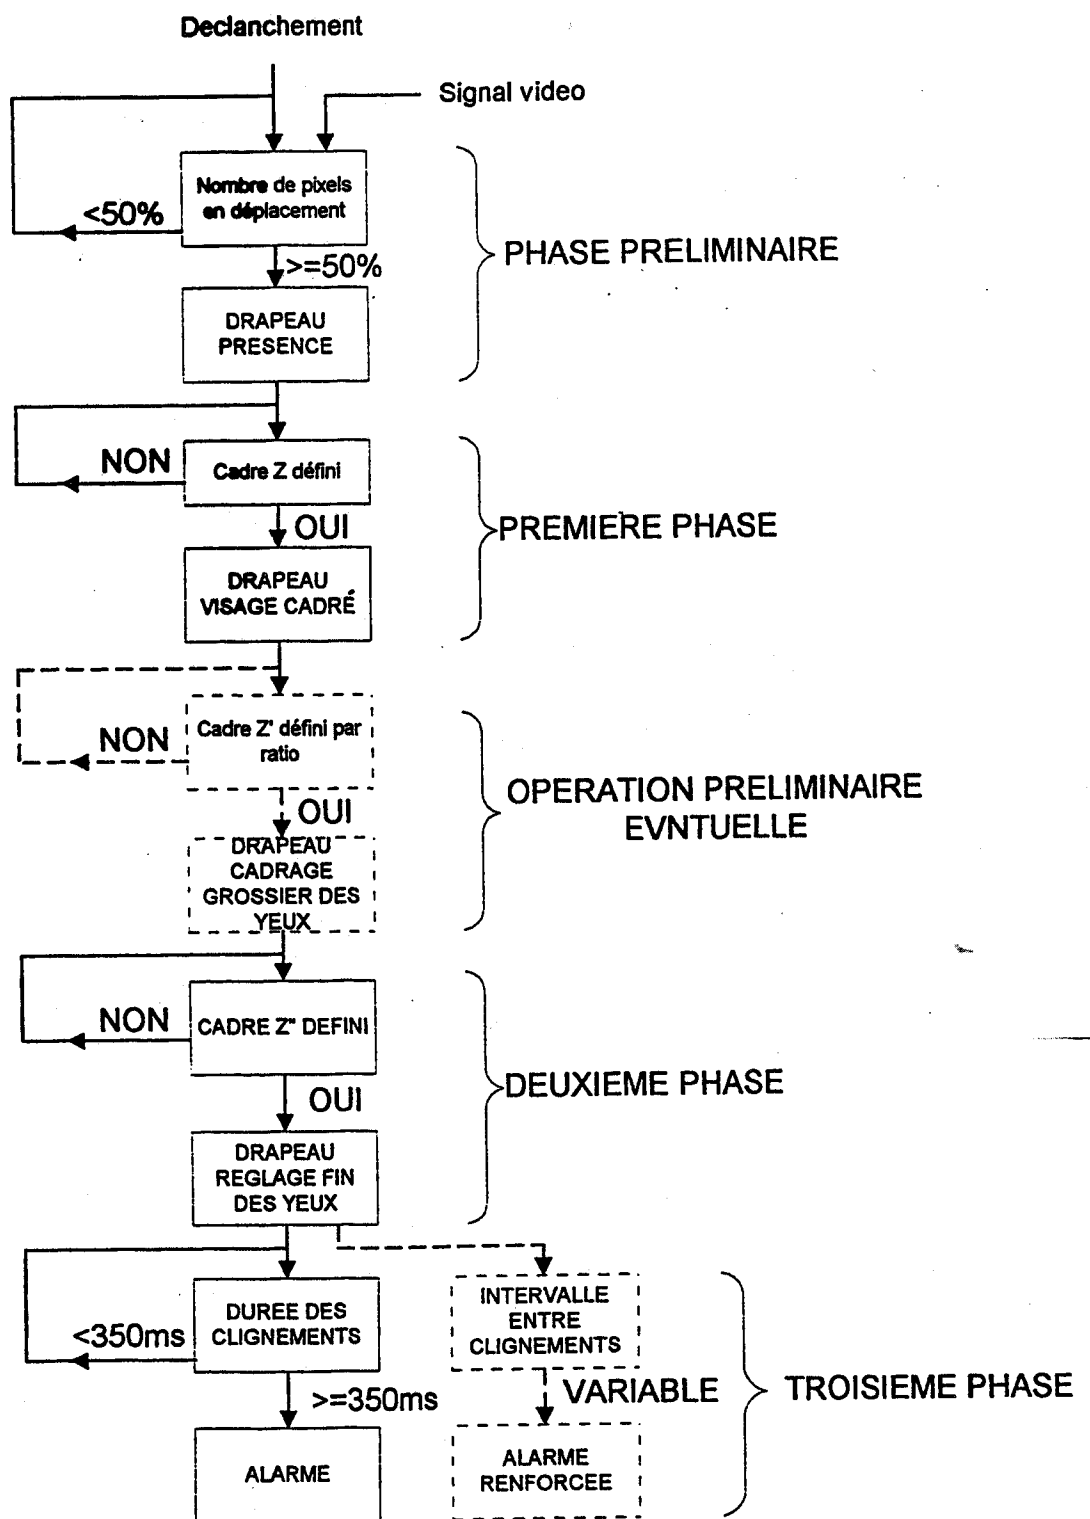 Declanchement
Signal video
Nombre de pixels
en déplacement
<50%
>=50%
PHASE PRELIMINAIRE
DRAPEAU
PRESENCE
NON
Cadre Z défini
OUI
PREMIERE PHASE
DRAPEAU
VISAGE CADRÉ
NON
Cadre Z' défini par
ratio
OUI
OPERATION PRELIMINAIRE
EVNTUELLE
DRAPEAU
CADRAGE
GROSSIER DES
YEUX
NON
CADRE Z" DEFINI
OUI
DEUXIEME PHASE
DRAPEAU
REGLAGE FIN
DES YEUX
<350ms
DUREE DES
CLIGNEMENTS
INTERVALLE
ENTRE
CLIGNEMENTS
>=350ms
VARIABLE
TROISIEME PHASE
ALARME
ALARME
RENFORCEE